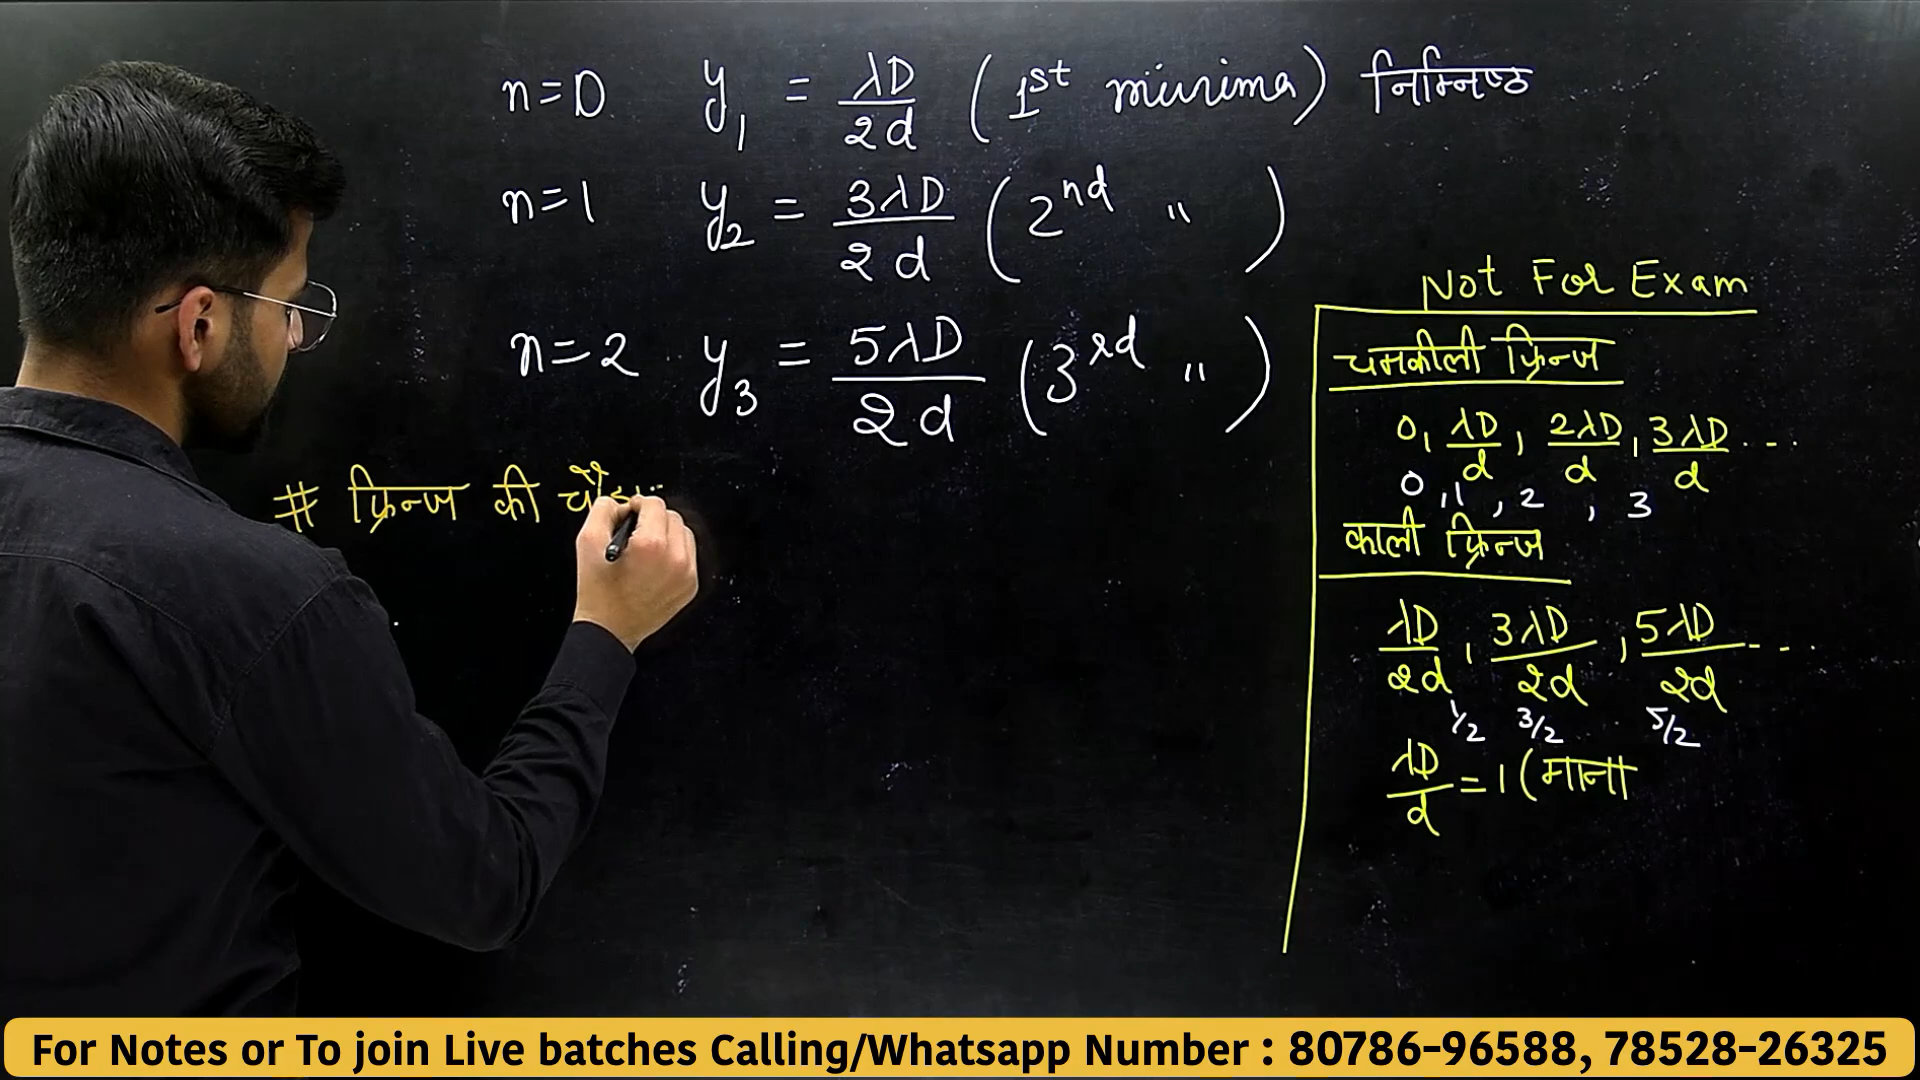 n=0 y₁ = λD/2d (1st minima) निम्निष्ठ
n=1 y₂ = 3λD/2d (2nd ")
n=2 y₃ = 5λD/2d (3rd ")
# फ्रिन्ज की
Not For Exam
चमकीली फ्रिन्ज
0, λD/d, 2λD/d, 3λD/d ...
0, 1, 2, 3
काली फ्रिन्ज
λD/2d, 3λD/2d, 5λD/2d ...
1/2 3/2 5/2
λD/d = 1 (माना
For Notes or To join Live batches Calling/Whatsapp Number : 80786-96588, 78528-26325